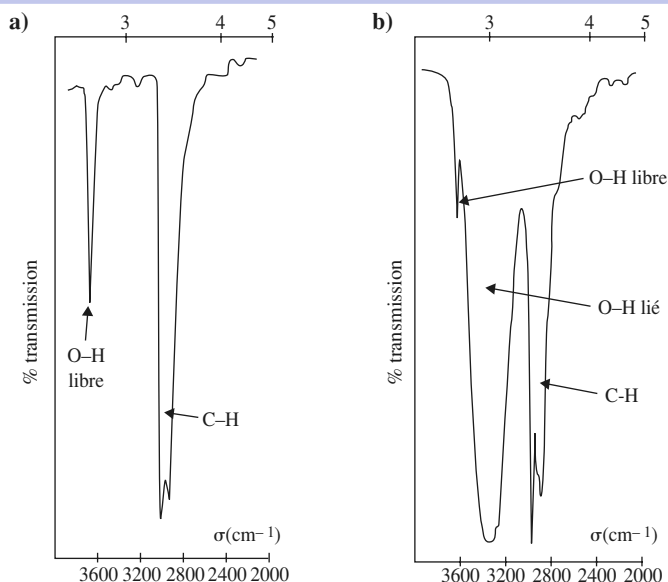 a)
3 4 5
O–H
libre
C–H
% transmission
σ(cm⁻¹)
3600 3200 2800 2400 2000
b)
3 4 5
O–H libre
O–H lié
C-H
% transmission
σ(cm⁻¹)
3600 3200 2800 2400 2000